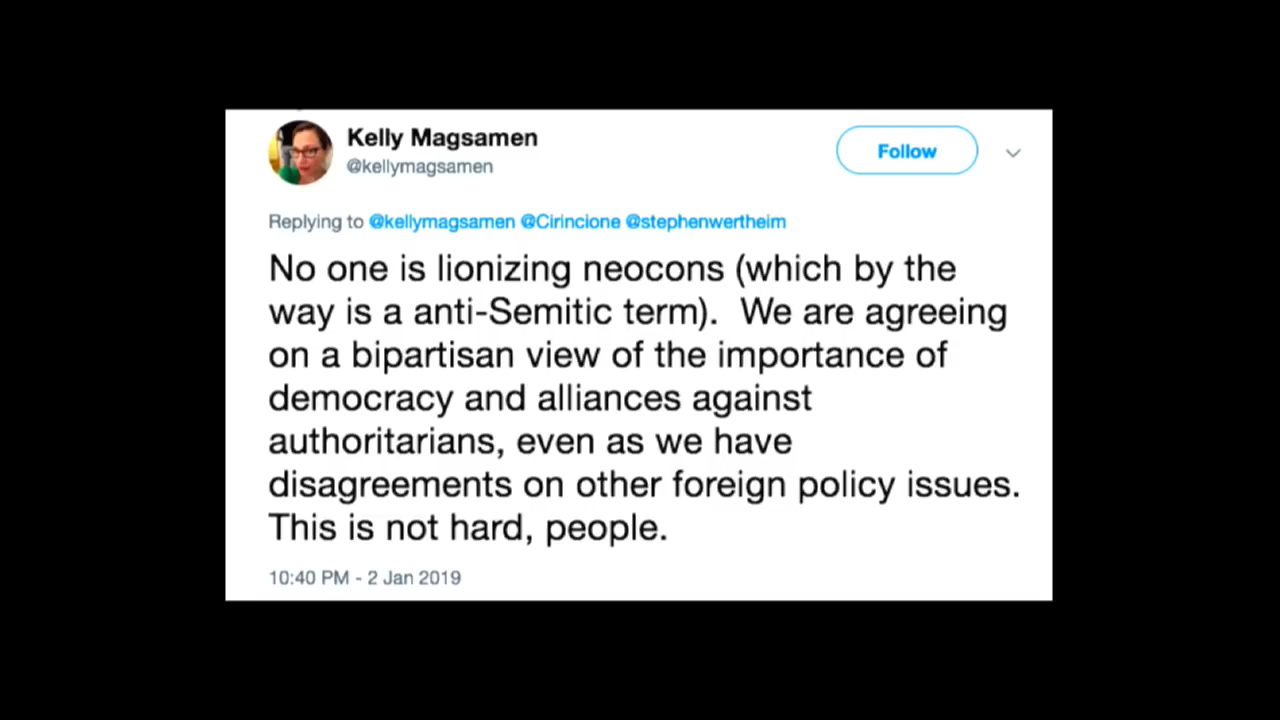 Kelly Magsamen
@kellymagsamen
Follow
Replying to @kellymagsamen @Cirincione @stephenwertheim
No one is lionizing neocons (which by the
way is a anti-Semitic term).  We are agreeing
on a bipartisan view of the importance of
democracy and alliances against
authoritarians, even as we have
disagreements on other foreign policy issues.
This is not hard, people.
10:40 PM - 2 Jan 2019